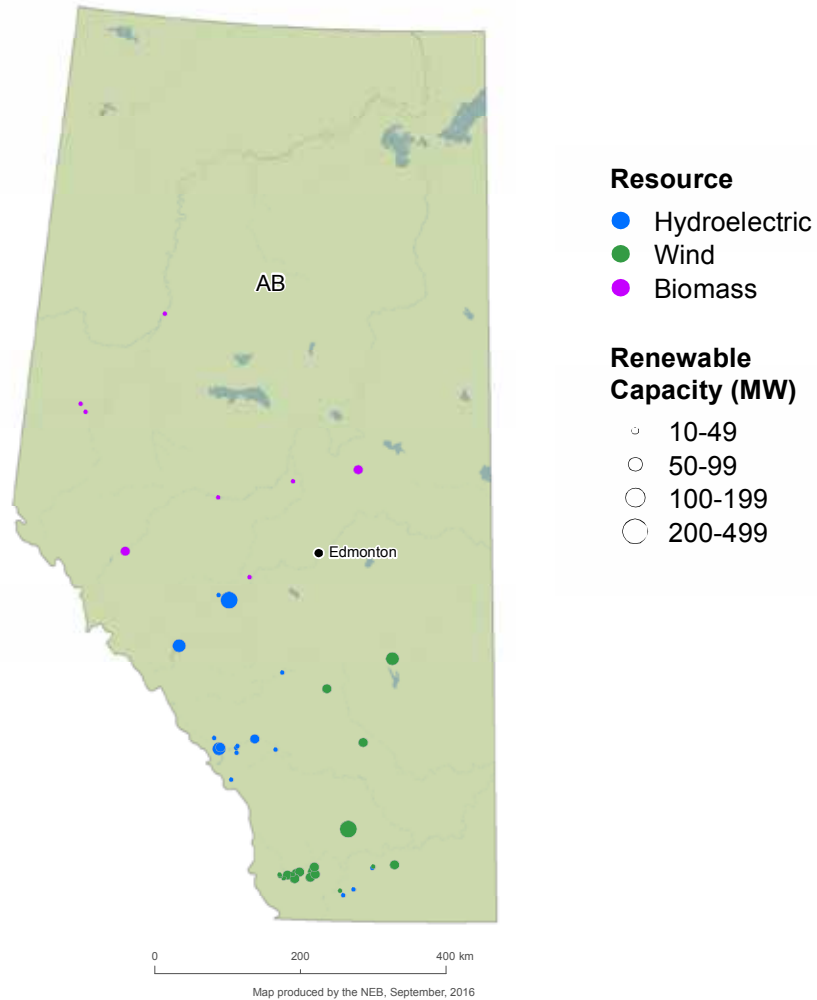 AB
Edmonton
Resource
Hydroelectric
Wind
Biomass
Renewable
Capacity (MW)
10-49
50-99
100-199
200-499
0 200 400 km
Map produced by the NEB, September, 2016